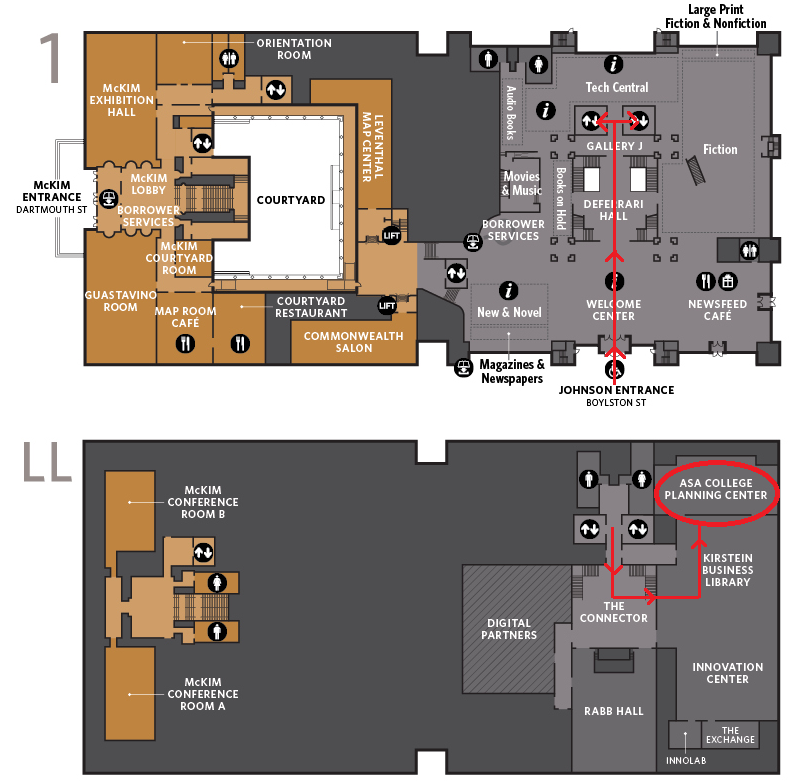 1
Large Print
Fiction & Nonfiction
ORIENTATION
ROOM
McKIM
EXHIBITION
HALL
Tech Central
Audio Books
LEVENTHAL
MAP CENTER
GALLERY J
Fiction
McKIM
ENTRANCE
DARTMOUTH ST
McKIM
LOBBY
BORROWER
SERVICES
COURTYARD
Movies
& Music
Books on Hold
DEFERRARI
HALL
BORROWER
SERVICES
LIFT
McKIM
COURTYARD
ROOM
GUASTAVINO
ROOM
MAP ROOM
CAFÉ
COURTYARD
RESTAURANT
LIFT
COMMONWEALTH
SALON
New & Novel
WELCOME
CENTER
NEWSFEED
CAFÉ
Magazines &
Newspapers
JOHNSON ENTRANCE
BOYLSTON ST
LL
McKIM
CONFERENCE
ROOM B
ASA COLLEGE
PLANNING CENTER
KIRSTEIN
BUSINESS
LIBRARY
THE
CONNECTOR
DIGITAL
PARTNERS
INNOVATION
CENTER
McKIM
CONFERENCE
ROOM A
RABB HALL
THE
EXCHANGE
INNOLAB